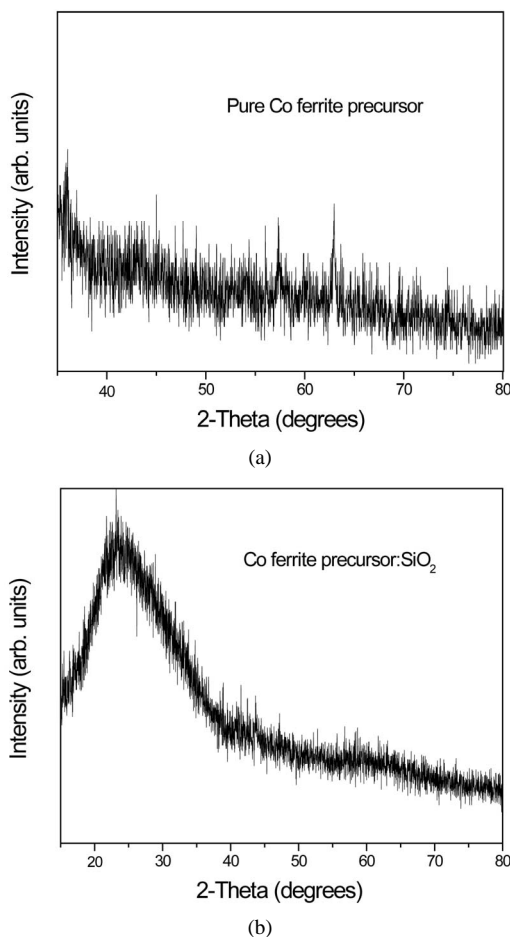 Pure Co ferrite precursor
Intensity (arb. units)
40 50 60 70 80
2-Theta (degrees)
(a)
Co ferrite precursor:SiO₂
Intensity (arb. units)
20 30 40 50 60 70 80
2-Theta (degrees)
(b)